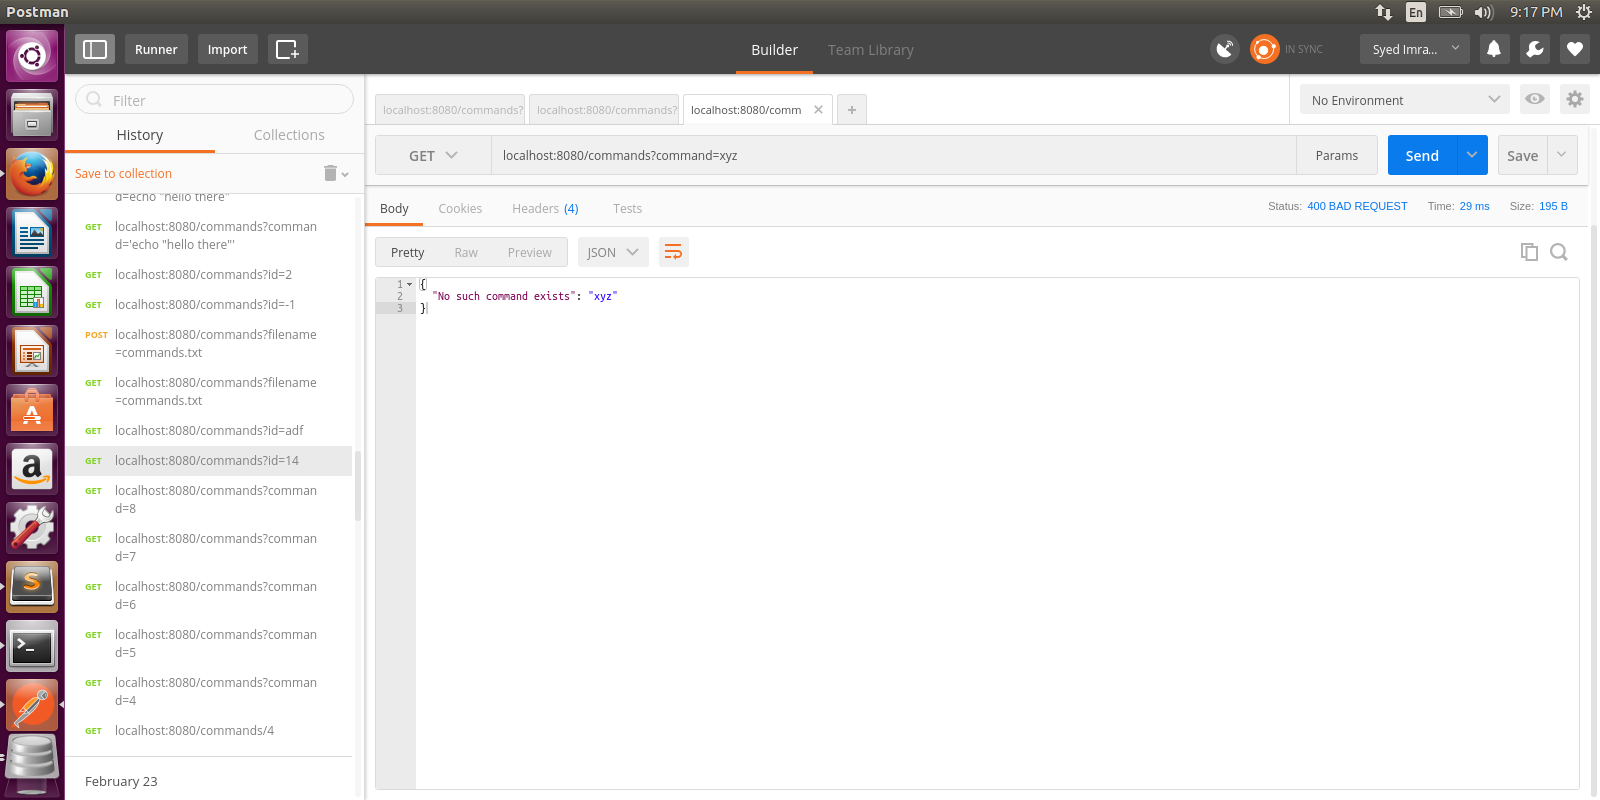 Postman
En
9:17 PM
Runner
Import
Builder
Team Library
IN SYNC
Syed Imra...
Filter
History
Collections
Save to collection
d=echo "hello there"
GET localhost:8080/commands?comman
d='echo "hello there"'
GET localhost:8080/commands?id=2
GET localhost:8080/commands?id=-1
POST localhost:8080/commands?filename
=commands.txt
GET localhost:8080/commands?filename
=commands.txt
GET localhost:8080/commands?id=adf
GET localhost:8080/commands?id=14
GET localhost:8080/commands?comman
d=8
GET localhost:8080/commands?comman
d=7
GET localhost:8080/commands?comman
d=6
GET localhost:8080/commands?comman
d=5
GET localhost:8080/commands?comman
d=4
GET localhost:8080/commands/4
February 23
localhost:8080/commands?
localhost:8080/commands?
localhost:8080/comm
No Environment
GET
localhost:8080/commands?command=xyz
Params
Send
Save
Body
Cookies
Headers (4)
Tests
Status: 400 BAD REQUEST
Time: 29 ms
Size: 195 B
Pretty
Raw
Preview
JSON
1 {
2 "No such command exists": "xyz"
3 }